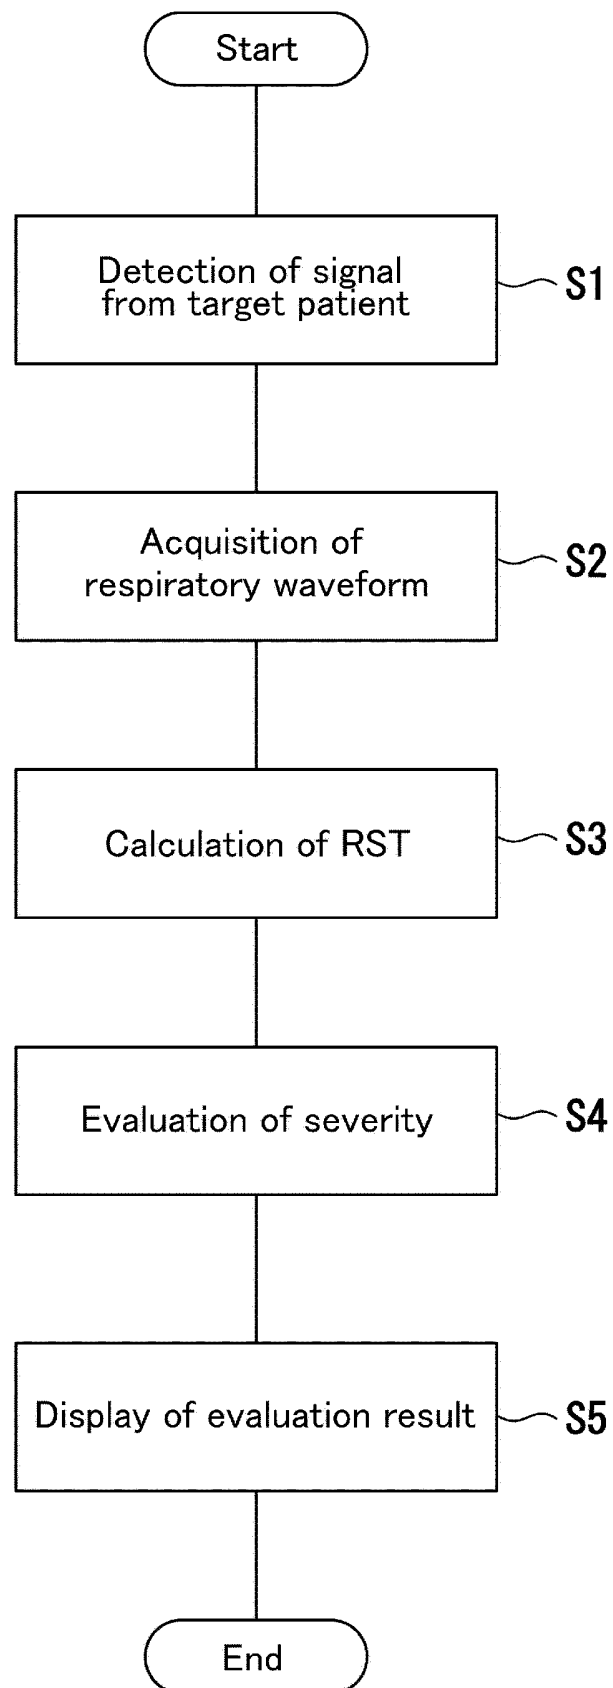 Start
Detection of signal
from target patient
S1
Acquisition of
respiratory waveform
S2
Calculation of RST
S3
Evaluation of severity
S4
Display of evaluation result
S5
End